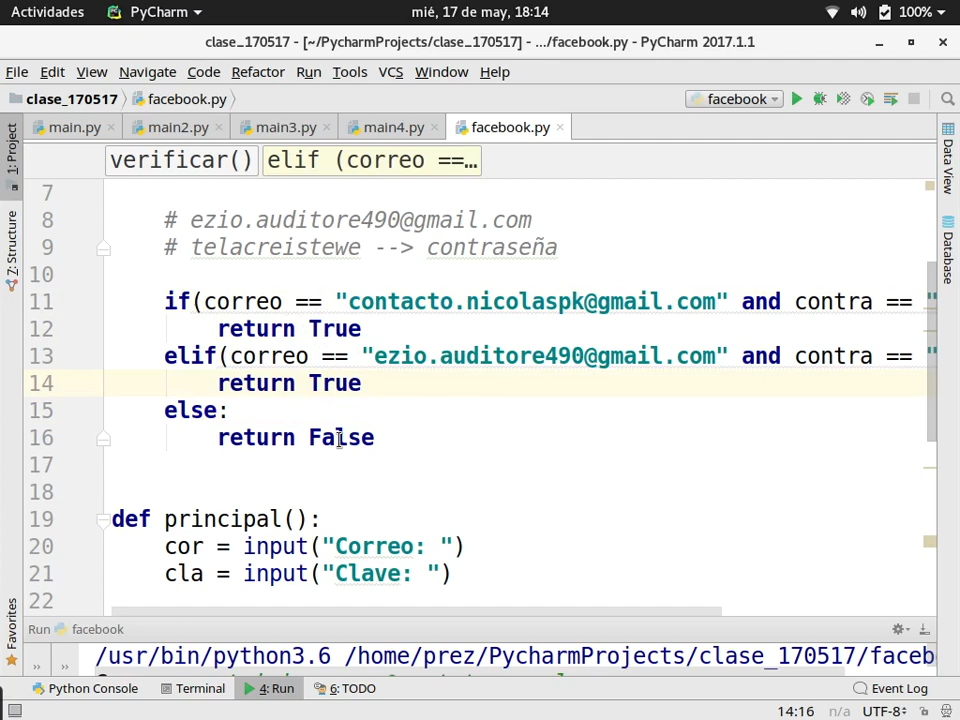 Actividades PyCharm mié, 17 de may, 18:14 100%
clase_170517 - [~/PycharmProjects/clase_170517] - .../facebook.py - PyCharm 2017.1.1
File Edit View Navigate Code Refactor Run Tools VCS Window Help
clase_170517 facebook.py facebook
1: Project
main.py main2.py main3.py main4.py facebook.py
Data View
verificar() elif (correo ==…
7
8 # ezio.auditore490@gmail.com
9 # telacreistewe --> contraseña
7: Structure
Database
10
11 if(correo == "contacto.nicolaspk@gmail.com" and contra == "
12 return True
13 elif(correo == "ezio.auditore490@gmail.com" and contra == "
14 return True
15 else:
16 return False
17
18
19 def principal():
20 cor = input("Correo: ")
21 cla = input("Clave: ")
22
Favorites
Run facebook
/usr/bin/python3.6 /home/prez/PycharmProjects/clase_170517/faceb
Python Console Terminal 4: Run 6: TODO Event Log
14:16 n/a UTF-8